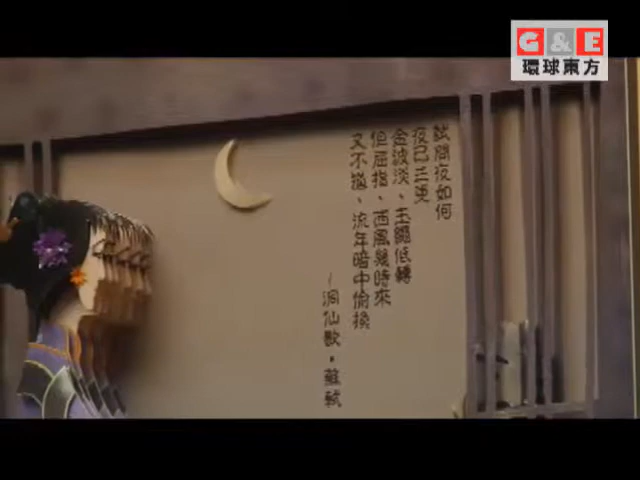 G&E
環球東方
試問夜如何
夜已三更
金波淡、玉繩低轉
但屈指、西風幾時來
又不道、流年暗中偷換
－洞仙歌・蘇軾